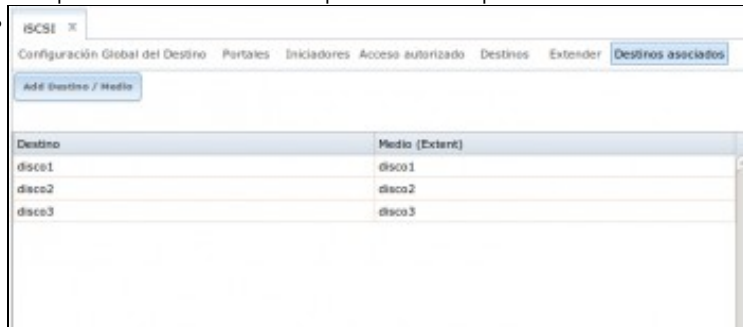 iSCSI
Configuración Global del Destino Portales Iniciadores Acceso autorizado Destinos Extender Destinos asociados
Add Destino / Medio
Destino Medio (Extent)
disco1 disco1
disco2 disco2
disco3 disco3